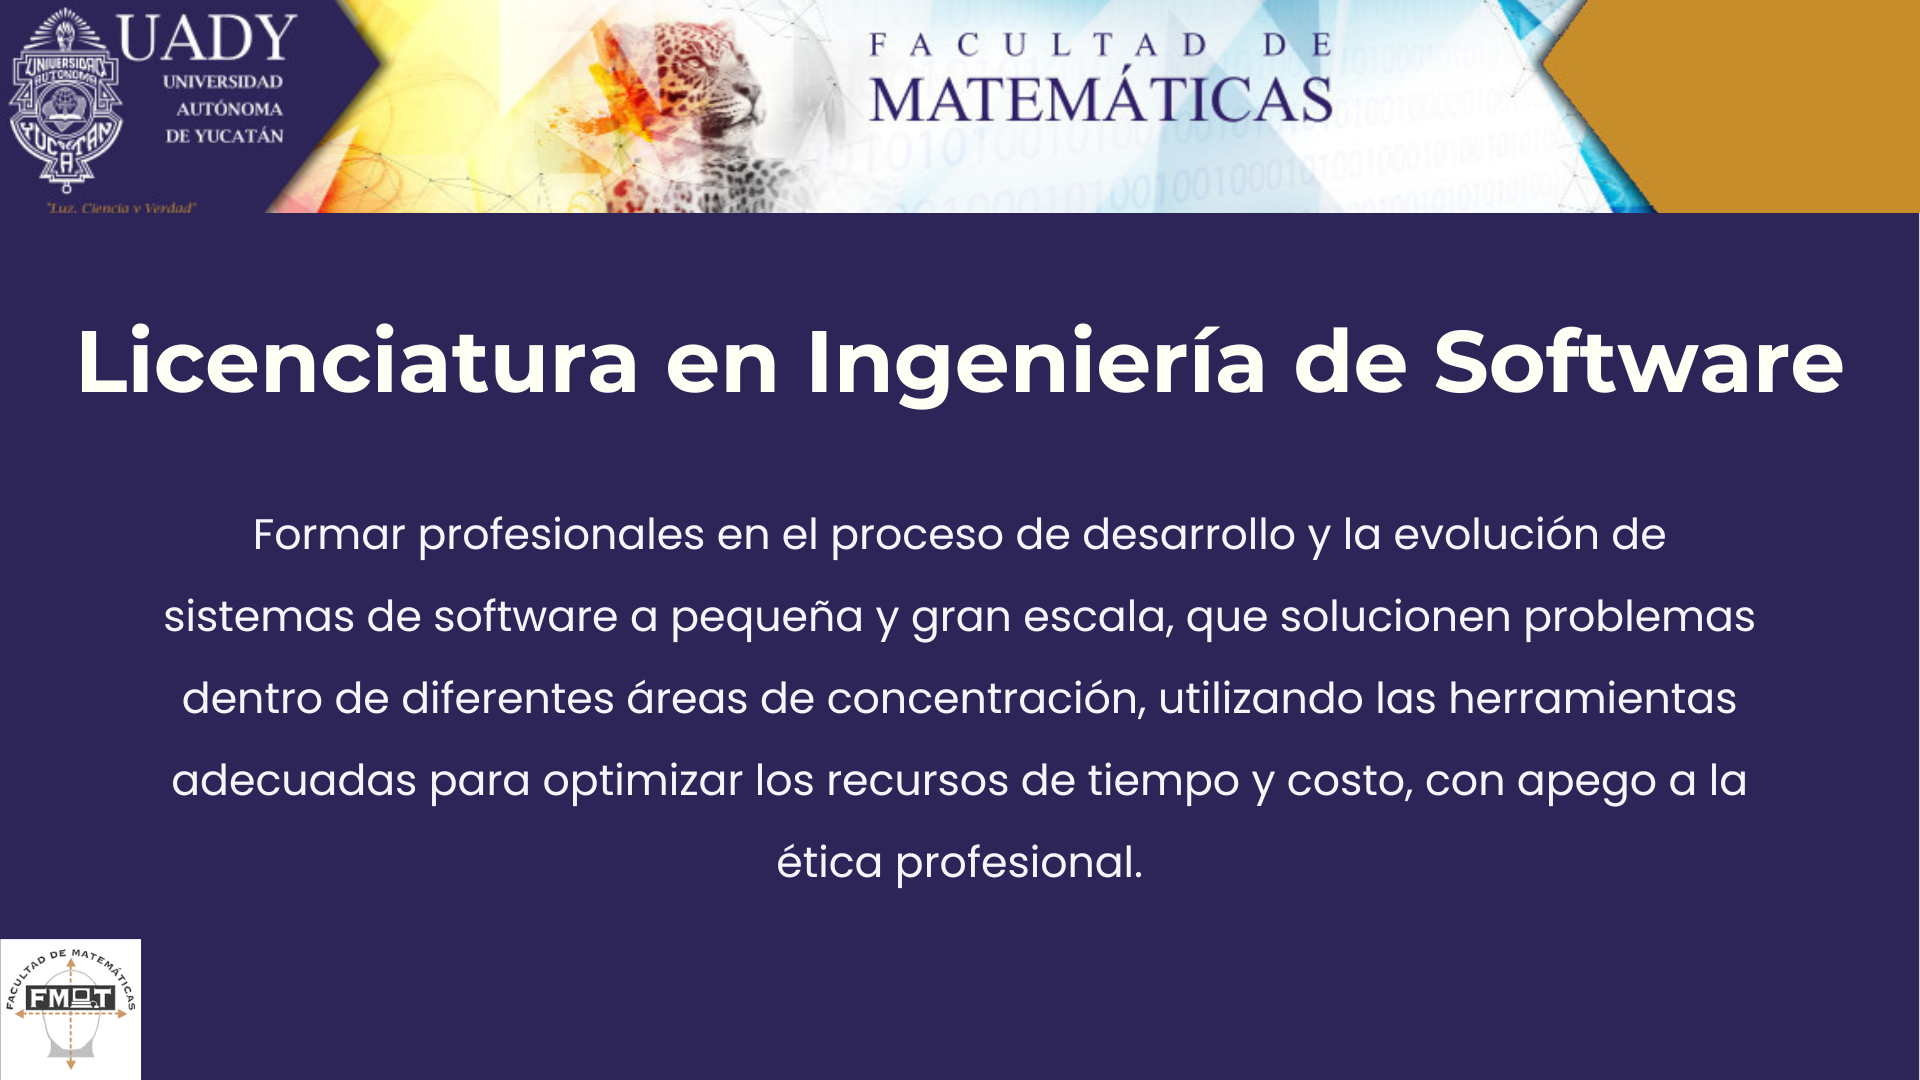 UADY
UNIVERSIDAD
AUTÓNOMA
DE YUCATÁN
UNIVERSIDAD
AUTONOMA
YUCATAN
"Luz, Ciencia y Verdad"
FACULTAD DE
MATEMÁTICAS
Licenciatura en Ingeniería de Software
Formar profesionales en el proceso de desarrollo y la evolución de
sistemas de software a pequeña y gran escala, que solucionen problemas
dentro de diferentes áreas de concentración, utilizando las herramientas
adecuadas para optimizar los recursos de tiempo y costo, con apego a la
ética profesional.
FACULTAD DE MATEMÁTICAS
FMAT